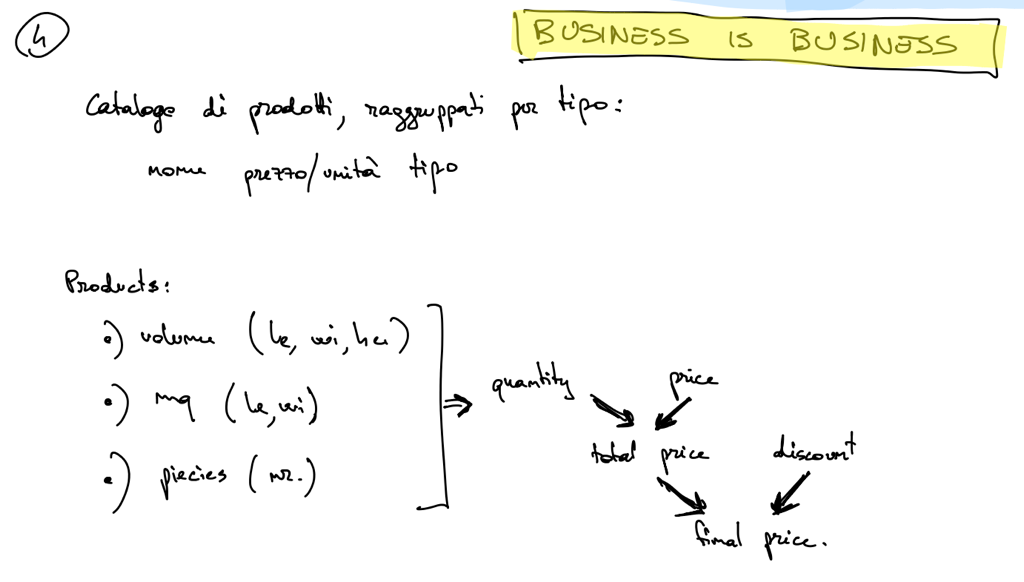 4
BUSINESS IS BUSINESS
Catalogo di prodotti, raggruppati per tipo:
nome prezzo/unità tipo
Products:
•) volume (le, wi, he)
•) mq (le, wi)
•) piecies (nr.)
⇒ quantity
price
total price
discount
final price.